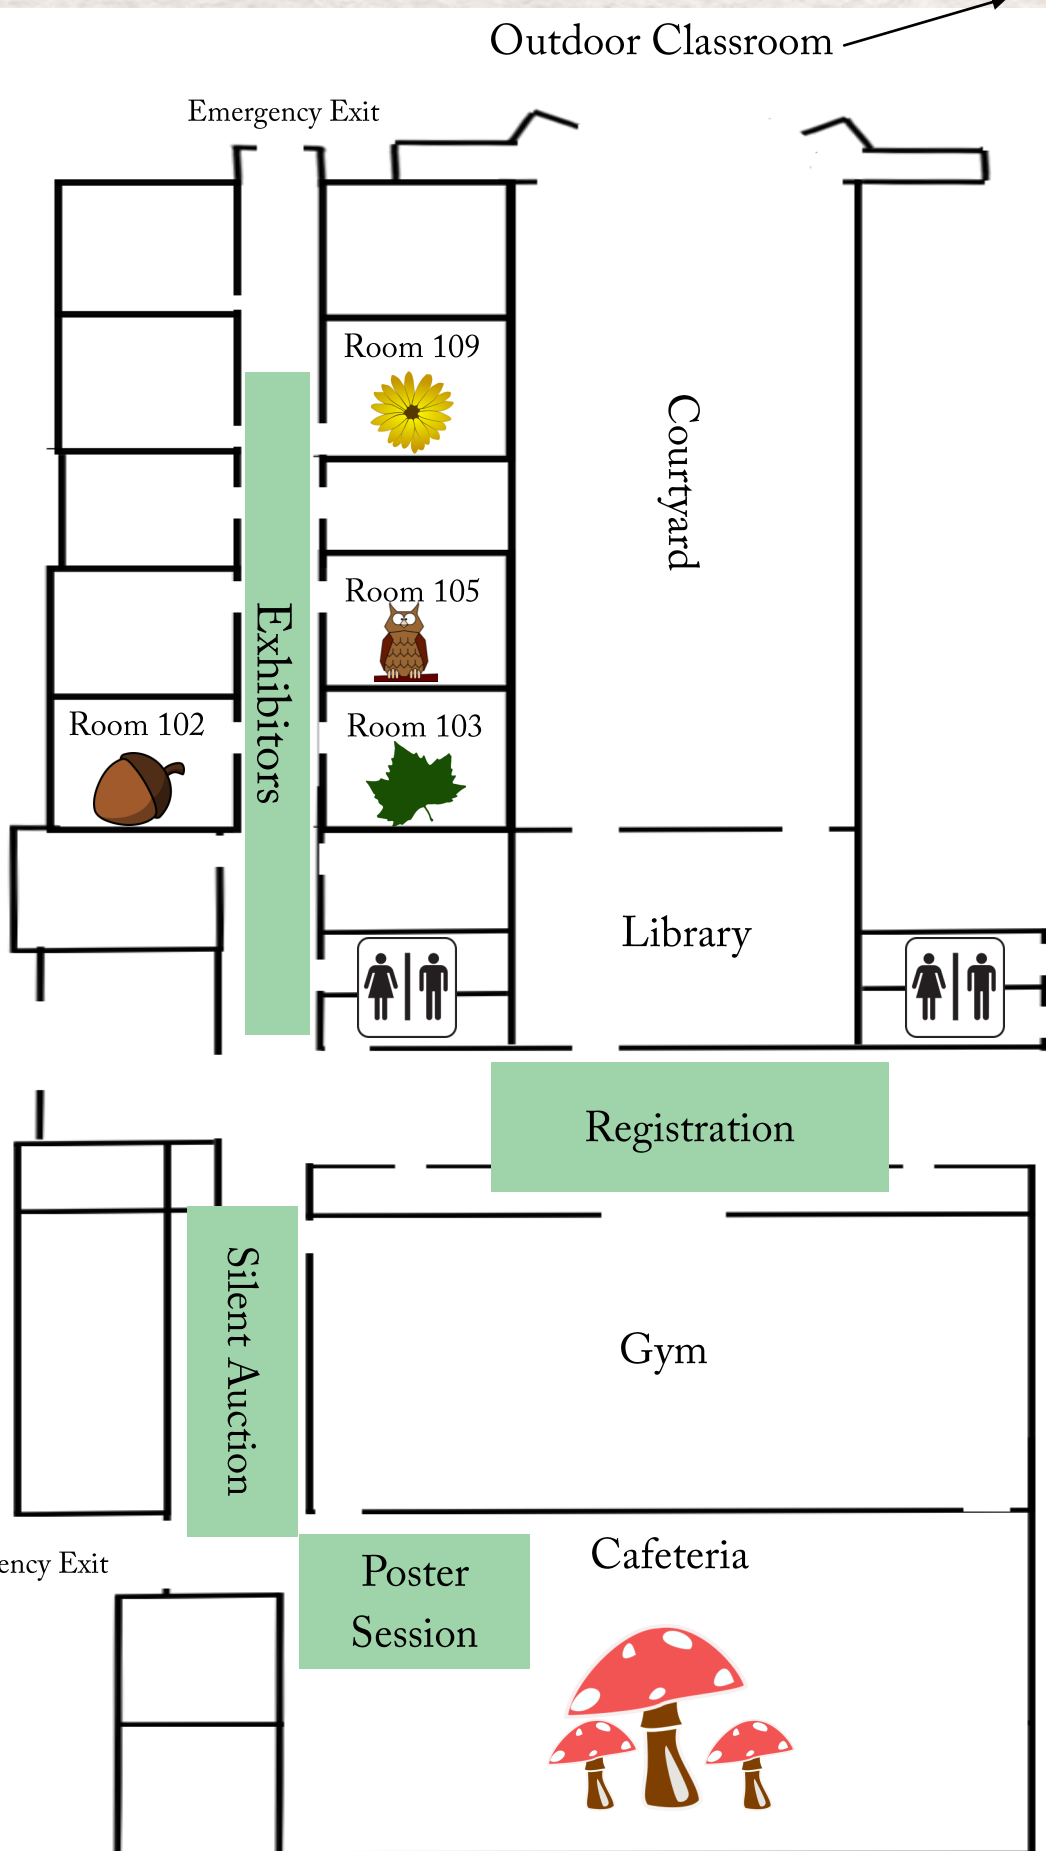 Outdoor Classroom
Emergency Exit
Room 109
Courtyard
Room 105
Exhibitors
Room 102
Room 103
Library
Registration
Silent Auction
Gym
ency Exit
Poster
Session
Cafeteria